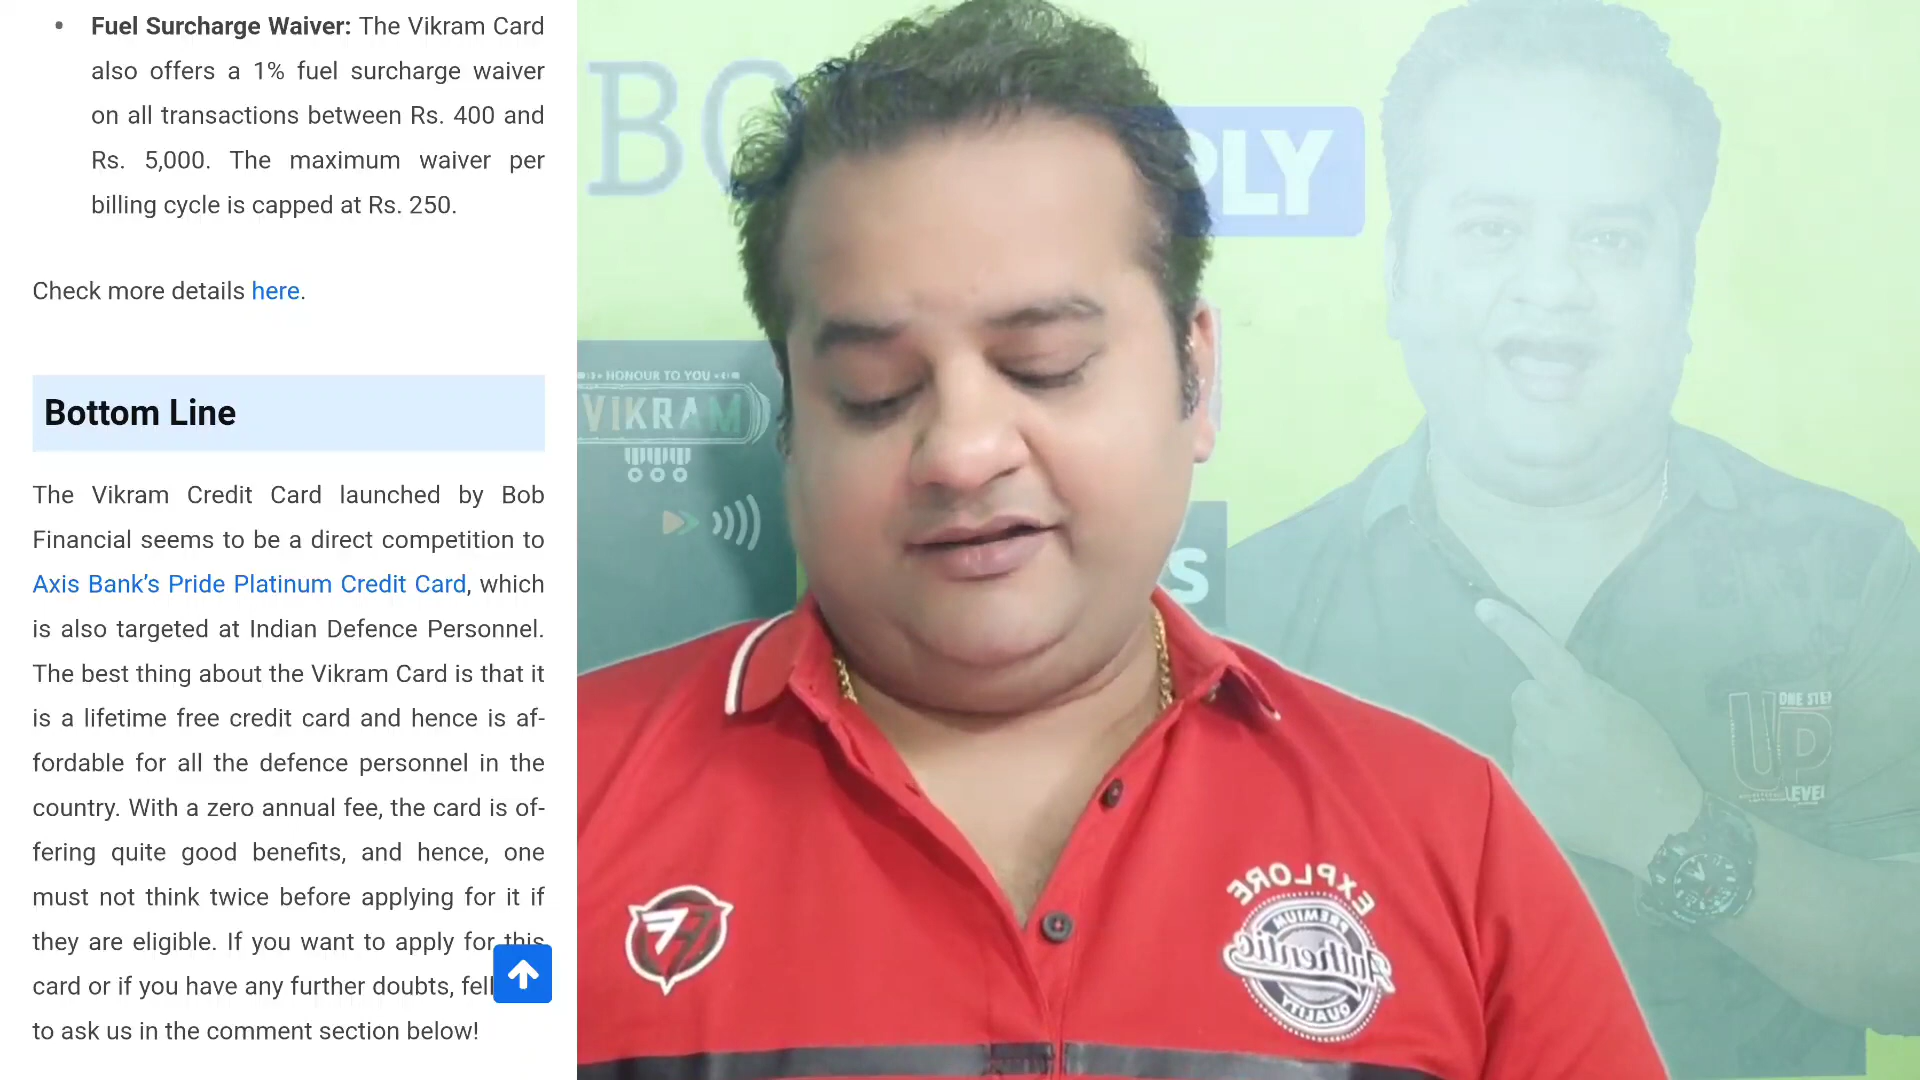 • Fuel Surcharge Waiver: The Vikram Card
also offers a 1% fuel surcharge waiver
on all transactions between Rs. 400 and
Rs. 5,000. The maximum waiver per
billing cycle is capped at Rs. 250.
Check more details here.
Bottom Line
The Vikram Credit Card launched by Bob
Financial seems to be a direct competition to
Axis Bank’s Pride Platinum Credit Card, which
is also targeted at Indian Defence Personnel.
The best thing about the Vikram Card is that it
is a lifetime free credit card and hence is af-
fordable for all the defence personnel in the
country. With a zero annual fee, the card is of-
fering quite good benefits, and hence, one
must not think twice before applying for it if
they are eligible. If you want to apply for this
card or if you have any further doubts, fell
to ask us in the comment section below!
BO
PLY
HONOUR TO YOU
VIKRAM
S
ONE STEP
UP
LEVEL
EXPLORE
PREMIUM
Authentic
QUALITY